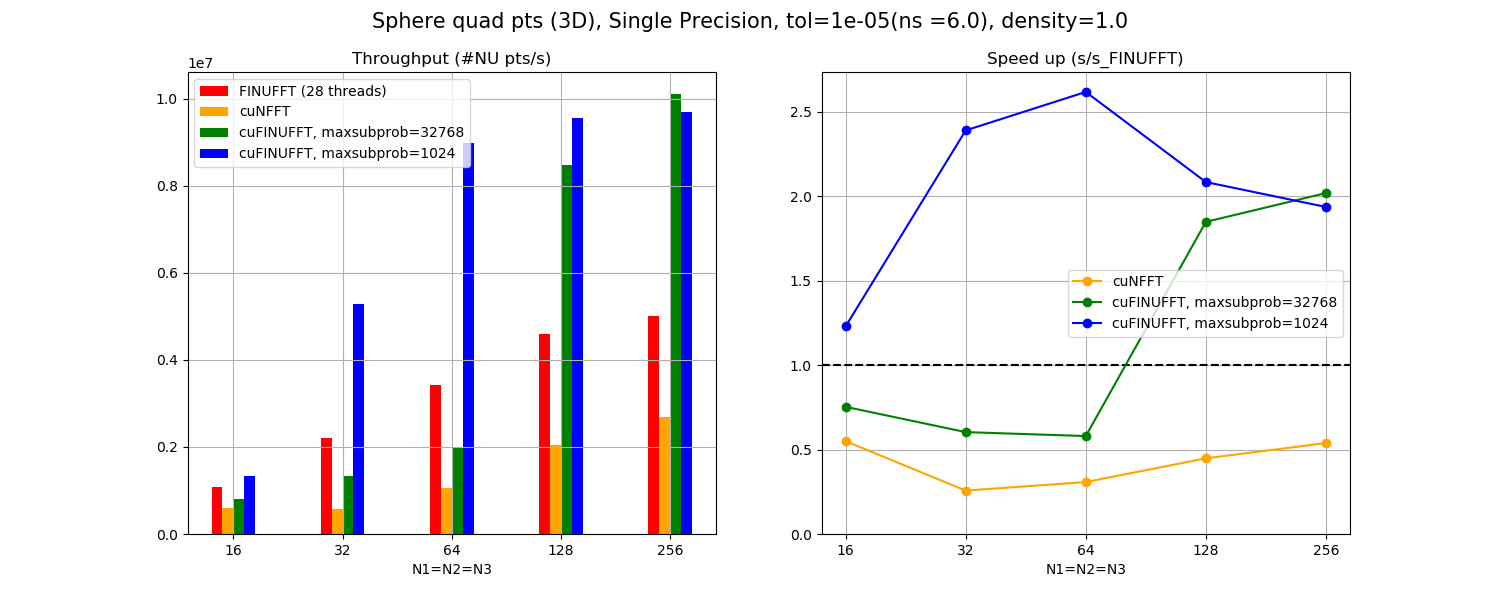 Sphere quad pts (3D), Single Precision, tol=1e-05(ns =6.0), density=1.0
Throughput (#NU pts/s)
1e7
FINUFFT (28 threads)
cuNFFT
cuFINUFFT, maxsubprob=32768
cuFINUFFT, maxsubprob=1024
1.0
0.8
0.6
0.4
0.2
0.0
16 32 64 128 256
N1=N2=N3
Speed up (s/s_FINUFFT)
2.5
2.0
1.5
1.0
0.5
0.0
cuNFFT
cuFINUFFT, maxsubprob=32768
cuFINUFFT, maxsubprob=1024
16 32 64 128 256
N1=N2=N3